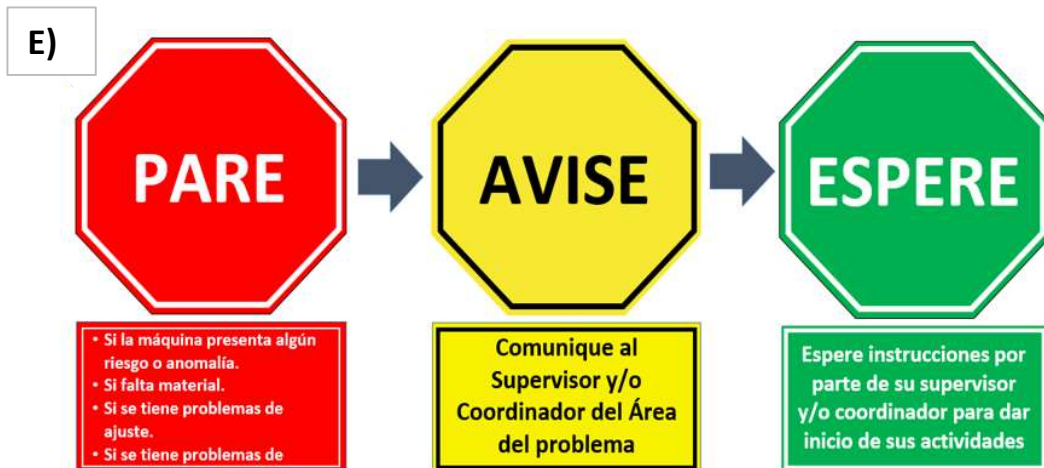 E)
PARE
AVISE
ESPERE
• Si la máquina presenta algún
riesgo o anomalía.
• Si falta material.
• Si se tiene problemas de
ajuste.
• Si se tiene problemas de
Comunique al
Supervisor y/o
Coordinador del Área
del problema
Espere instrucciones por
parte de su supervisor
y/o coordinador para dar
inicio de sus actividades